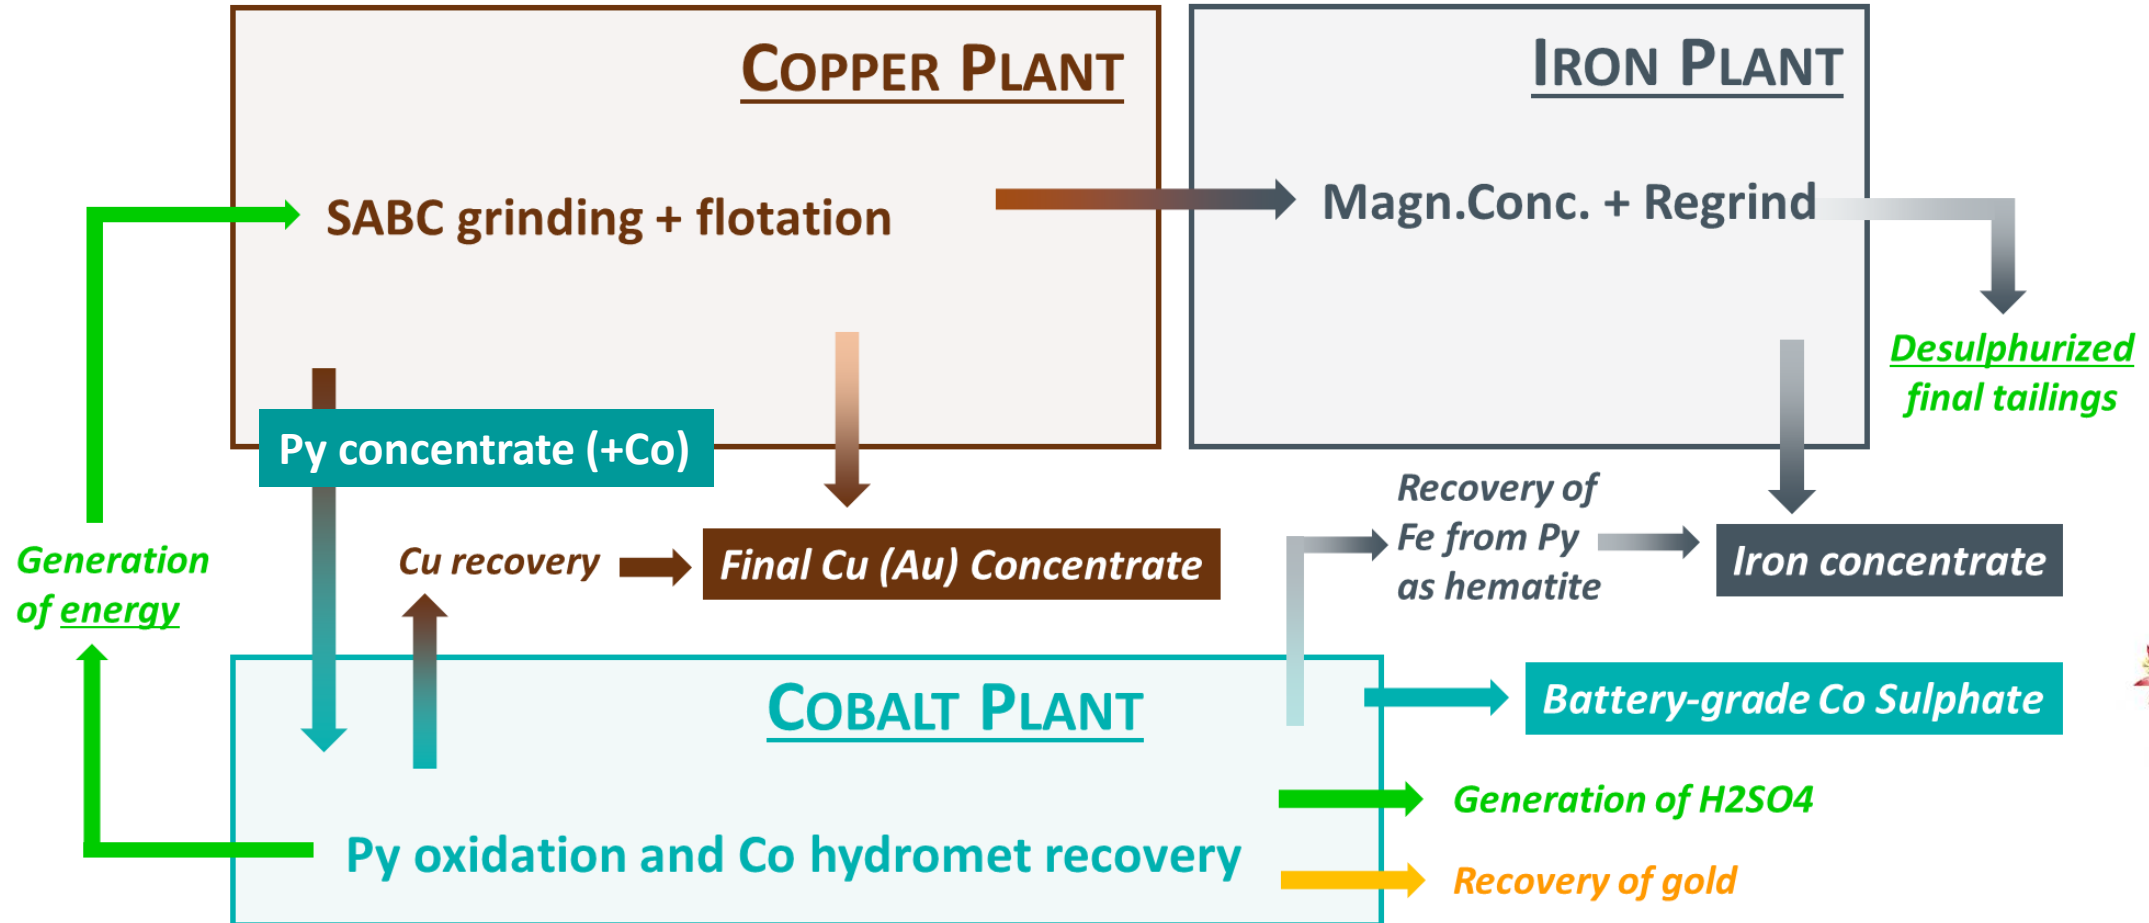 COPPER PLANT
IRON PLANT
SABC grinding + flotation
Magn.Conc. + Regrind
Desulphurized
final tailings
Py concentrate (+Co)
Generation
of energy
Cu recovery
Final Cu (Au) Concentrate
Recovery of
Fe from Py
as hematite
Iron concentrate
COBALT PLANT
Battery-grade Co Sulphate
Generation of H2SO4
Py oxidation and Co hydromet recovery
Recovery of gold